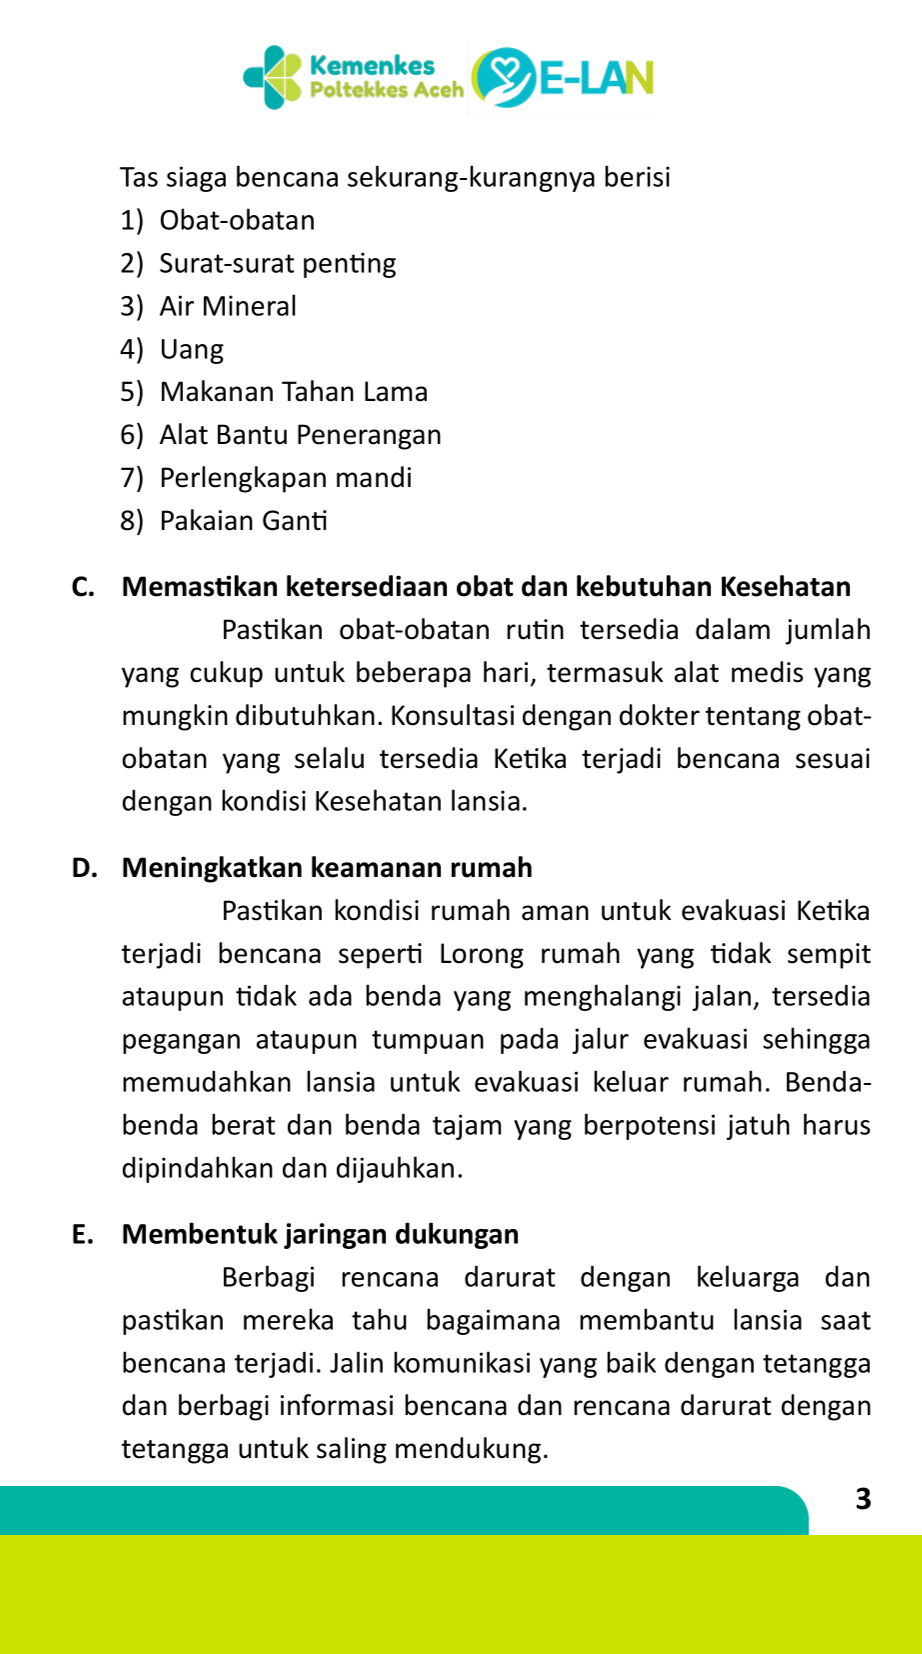 Kemenkes
Poltekkes Aceh
E-LAN
Tas siaga bencana sekurang-kurangnya berisi
1) Obat-obatan
2) Surat-surat penting
3) Air Mineral
4) Uang
5) Makanan Tahan Lama
6) Alat Bantu Penerangan
7) Perlengkapan mandi
8) Pakaian Ganti
C. Memastikan ketersediaan obat dan kebutuhan Kesehatan
Pastikan obat-obatan rutin tersedia dalam jumlah
yang cukup untuk beberapa hari, termasuk alat medis yang
mungkin dibutuhkan. Konsultasi dengan dokter tentang obat-
obatan yang selalu tersedia Ketika terjadi bencana sesuai
dengan kondisi Kesehatan lansia.
D. Meningkatkan keamanan rumah
Pastikan kondisi rumah aman untuk evakuasi Ketika
terjadi bencana seperti Lorong rumah yang tidak sempit
ataupun tidak ada benda yang menghalangi jalan, tersedia
pegangan ataupun tumpuan pada jalur evakuasi sehingga
memudahkan lansia untuk evakuasi keluar rumah. Benda-
benda berat dan benda tajam yang berpotensi jatuh harus
dipindahkan dan dijauhkan.
E. Membentuk jaringan dukungan
Berbagi rencana darurat dengan keluarga dan
pastikan mereka tahu bagaimana membantu lansia saat
bencana terjadi. Jalin komunikasi yang baik dengan tetangga
dan berbagi informasi bencana dan rencana darurat dengan
tetangga untuk saling mendukung.
3